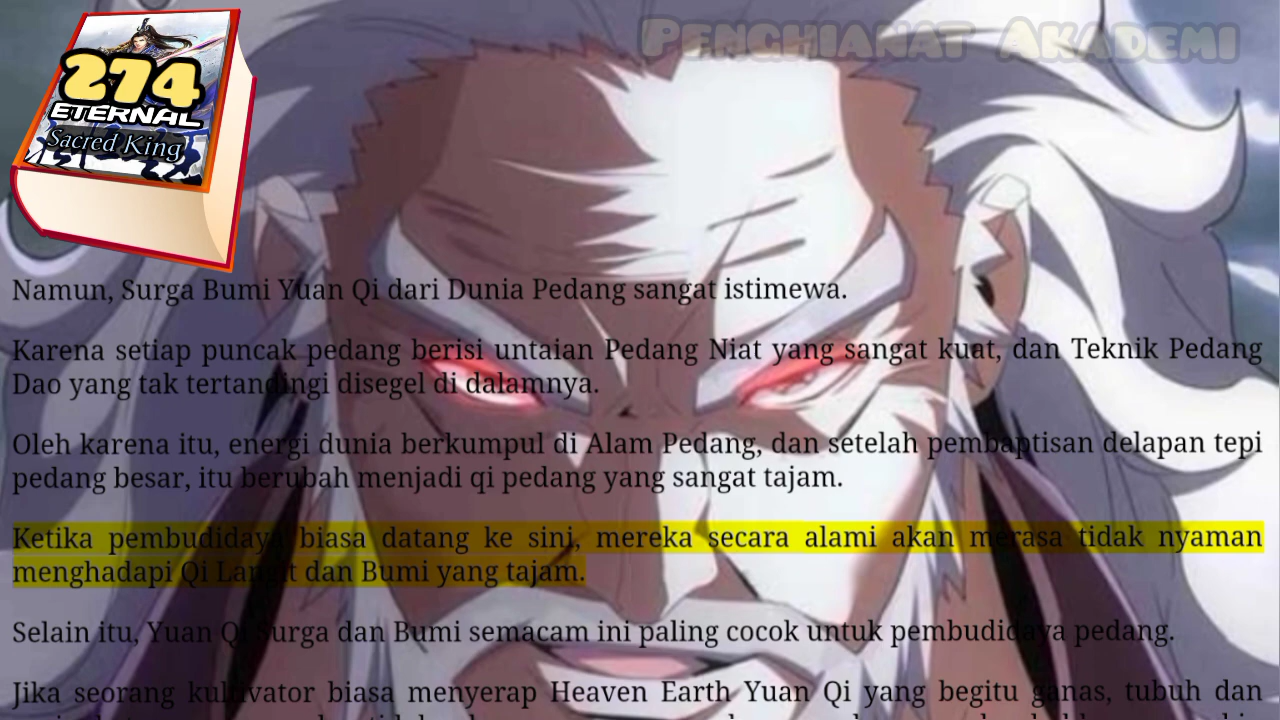 Penghianat Akademi
274
ETERNAL
Sacred King
Namun, Surga Bumi Yuan Qi dari Dunia Pedang sangat istimewa.
Karena setiap puncak pedang berisi untaian Pedang Niat yang sangat kuat, dan Teknik Pedang
Dao yang tak tertandingi disegel di dalamnya.
Oleh karena itu, energi dunia berkumpul di Alam Pedang, dan setelah pembaptisan delapan tepi
pedang besar, itu berubah menjadi qi pedang yang sangat tajam.
Ketika pembudidaya biasa datang ke sini, mereka secara alami akan merasa tidak nyaman
menghadapi Qi Langit dan Bumi yang tajam.
Selain itu, Yuan Qi Surga dan Bumi semacam ini paling cocok untuk pembudidaya pedang.
Jika seorang kultivator biasa menyerap Heaven Earth Yuan Qi yang begitu ganas, tubuh dan